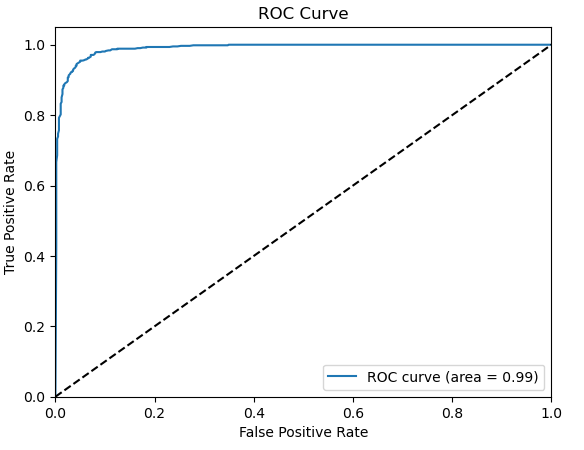 ROC Curve
True Positive Rate
1.0
0.8
0.6
0.4
0.2
0.0
ROC curve (area = 0.99)
0.0 0.2 0.4 0.6 0.8 1.0
False Positive Rate